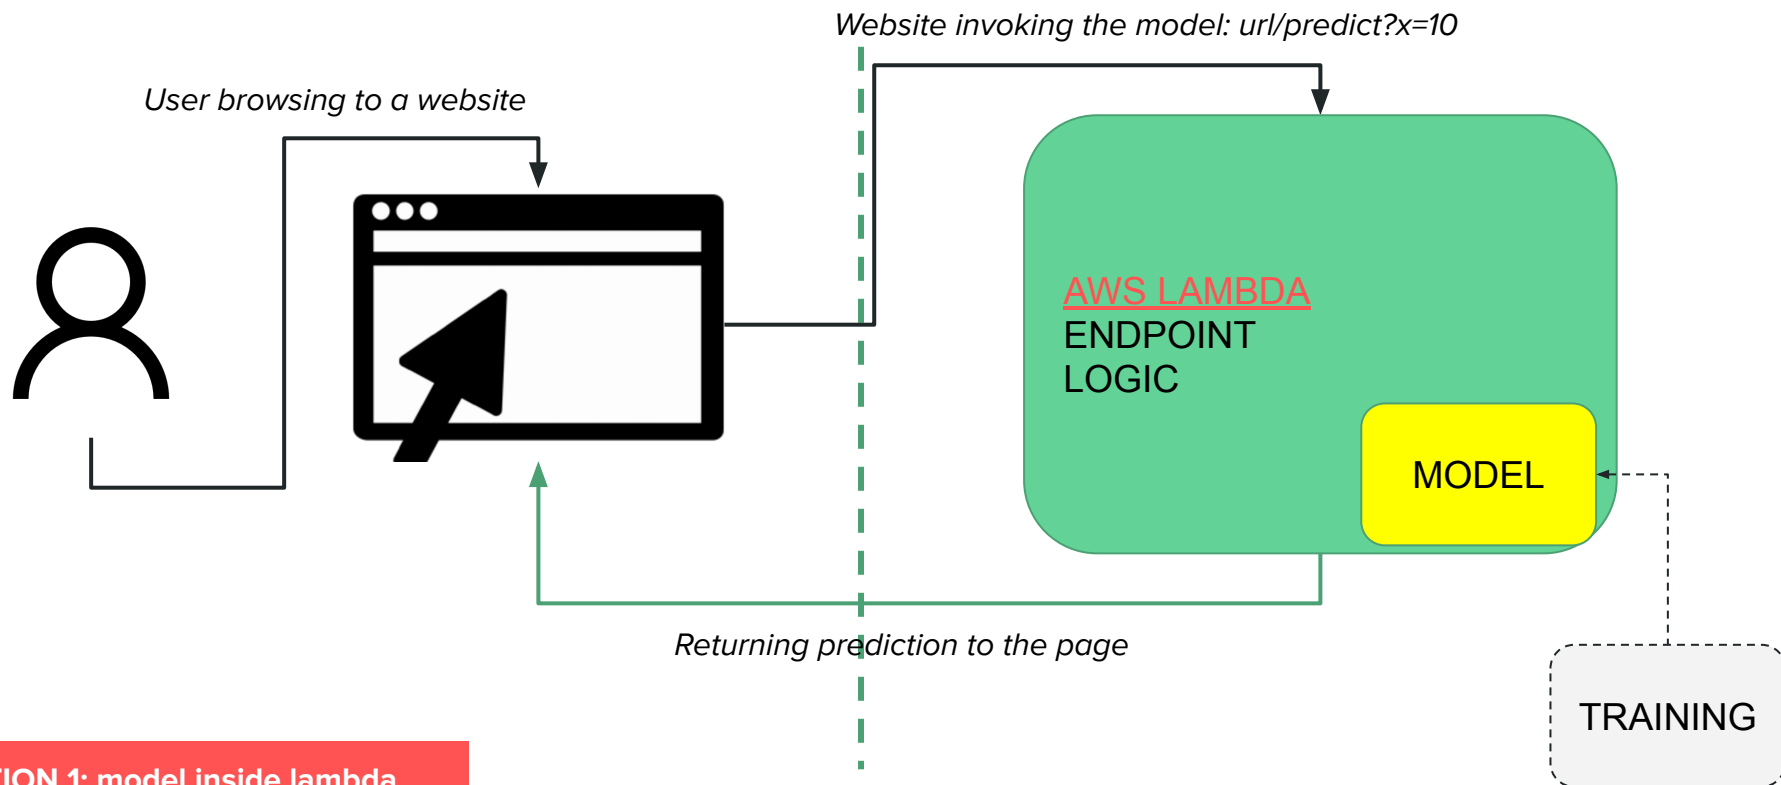 Website invoking the model: url/predict?x=10
User browsing to a website
AWS LAMBDA
ENDPOINT
LOGIC
MODEL
Returning prediction to the page
TRAINING
1: model inside lambda